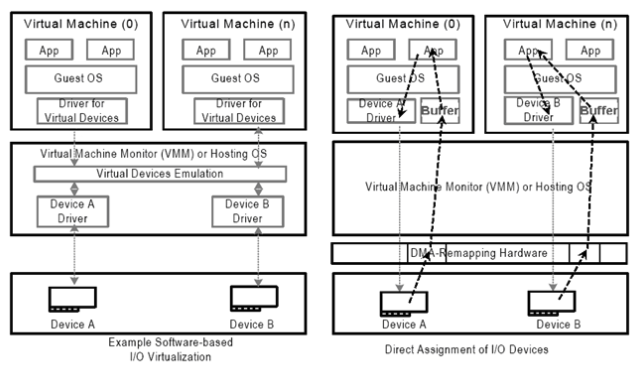 Virtual Machine (0)
Virtual Machine (n)
App
App
App
App
Guest OS
Guest OS
Driver for
Virtual Devices
Driver for
Virtual Devices
Virtual Machine Monitor (VMM) or Hosting OS
Virtual Devices Emulation
Device A
Driver
Device B
Driver
Device A
Device B
Example Software-based
I/O Virtualization
Virtual Machine (0)
Virtual Machine (n)
App
App
App
App
Guest OS
Guest OS
Device A
Driver
Buffer
Device B
Driver
Buffer
Virtual Machine Monitor (VMM) or Hosting OS
DMA-Remapping Hardware
Device A
Device B
Direct Assignment of I/O Devices